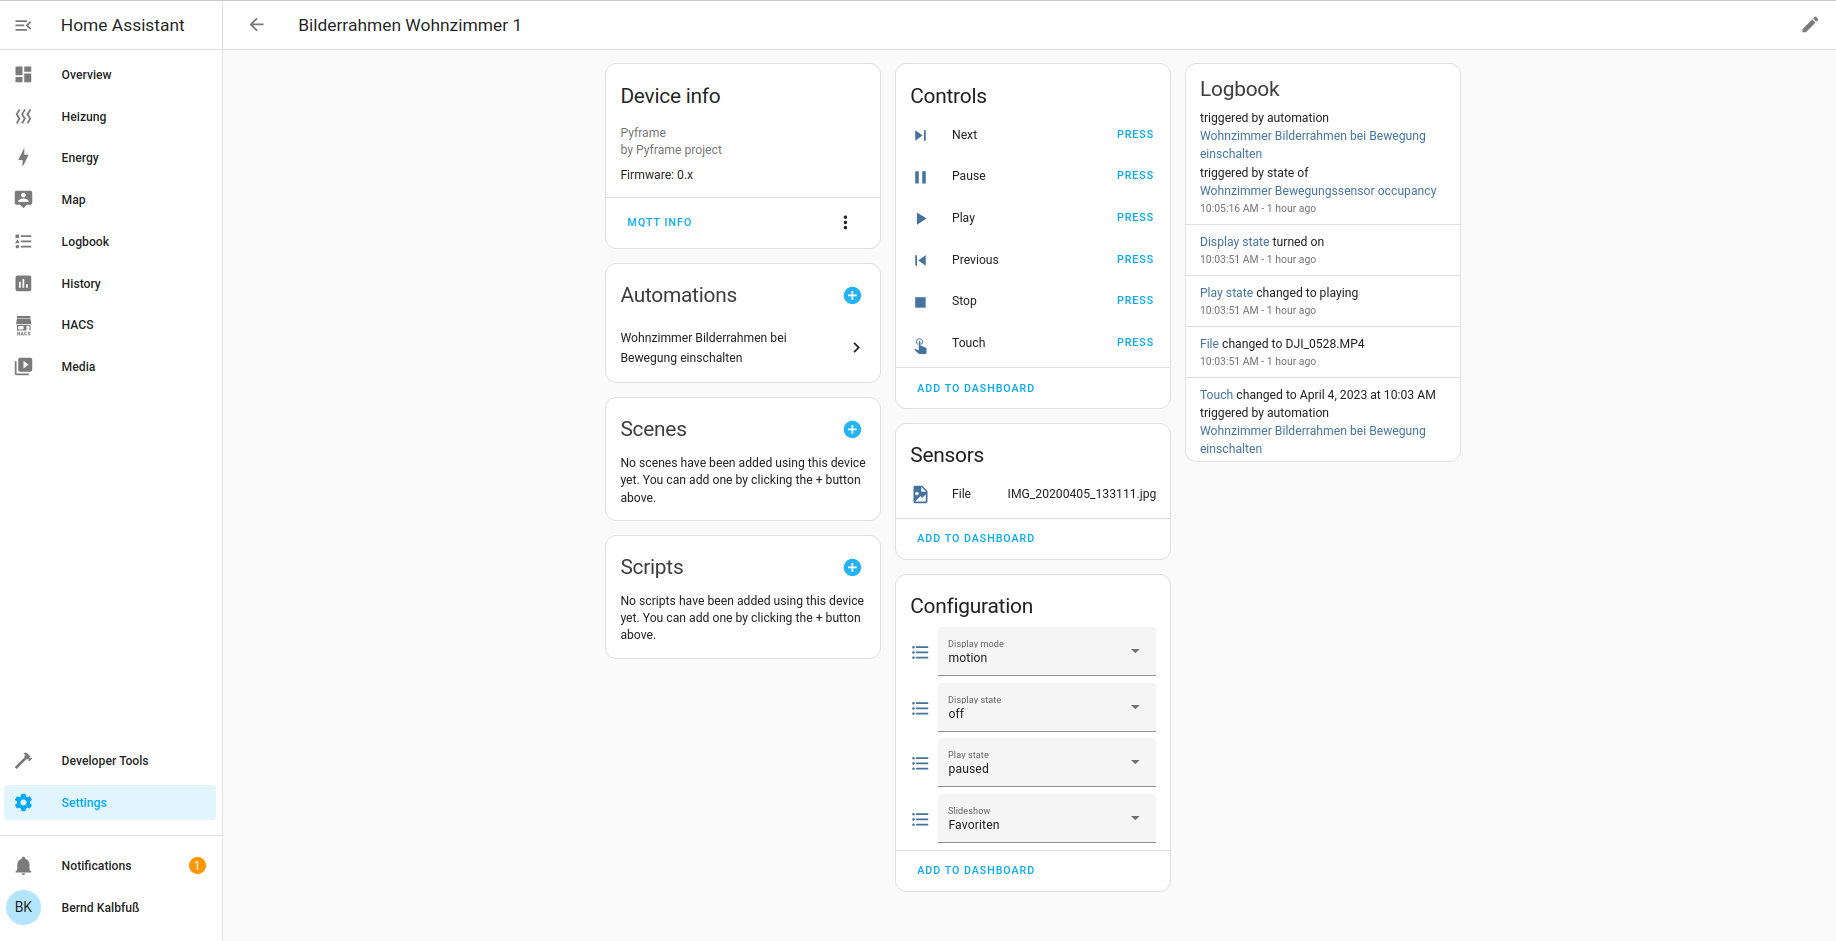 Home Assistant
Overview
Heizung
Energy
Map
Logbook
History
HACS
HACS
Media
Developer Tools
Settings
Notifications
1
BK
Bernd Kalbfuß
Bilderrahmen Wohnzimmer 1
Device info
Pyframe
by Pyframe project
Firmware: 0.x
MQTT INFO
Automations
Wohnzimmer Bilderrahmen bei
Bewegung einschalten
Scenes
No scenes have been added using this device
yet. You can add one by clicking the + button
above.
Scripts
No scripts have been added using this device
yet. You can add one by clicking the + button
above.
Controls
Next PRESS
Pause PRESS
Play PRESS
Previous PRESS
Stop PRESS
Touch PRESS
ADD TO DASHBOARD
Sensors
File IMG_20200405_133111.jpg
ADD TO DASHBOARD
Configuration
Display mode
motion
Display state
off
Play state
paused
Slideshow
Favoriten
ADD TO DASHBOARD
Logbook
triggered by automation
Wohnzimmer Bilderrahmen bei Bewegung
einschalten
triggered by state of
Wohnzimmer Bewegungssensor occupancy
10:05:16 AM - 1 hour ago
Display state turned on
10:03:51 AM - 1 hour ago
Play state changed to playing
10:03:51 AM - 1 hour ago
File changed to DJI_0528.MP4
10:03:51 AM - 1 hour ago
Touch changed to April 4, 2023 at 10:03 AM
triggered by automation
Wohnzimmer Bilderrahmen bei Bewegung
einschalten